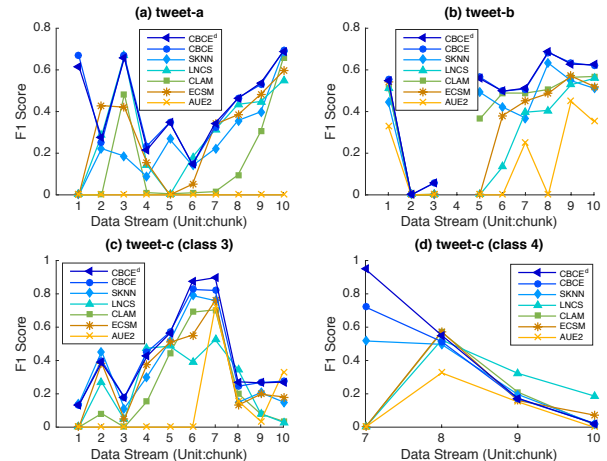 (a) tweet-a
F1 Score
0.8
0.6
0.4
0.2
0
CBCEᵈ
CBCE
SKNN
LNCS
CLAM
ECSM
AUE2
1 2 3 4 5 6 7 8 9 10
Data Stream (Unit:chunk)
(b) tweet-b
F1 Score
0.8
0.6
0.4
0.2
0
CBCEᵈ
CBCE
SKNN
LNCS
CLAM
ECSM
AUE2
1 2 3 4 5 6 7 8 9 10
Data Stream (Unit:chunk)
(c) tweet-c (class 3)
F1 Score
1
0.8
0.6
0.4
0.2
0
CBCEᵈ
CBCE
SKNN
LNCS
CLAM
ECSM
AUE2
1 2 3 4 5 6 7 8 9 10
Data Stream (Unit:chunk)
(d) tweet-c (class 4)
F1 Score
1
0.8
0.6
0.4
0.2
0
CBCEᵈ
CBCE
SKNN
LNCS
CLAM
ECSM
AUE2
7 8 9 10
Data Stream (Unit:chunk)